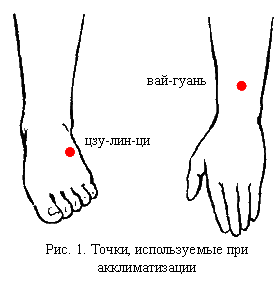 вай-гуань
цзу-лин-ци
Рис. 1. Точки, используемые при
акклиматизации